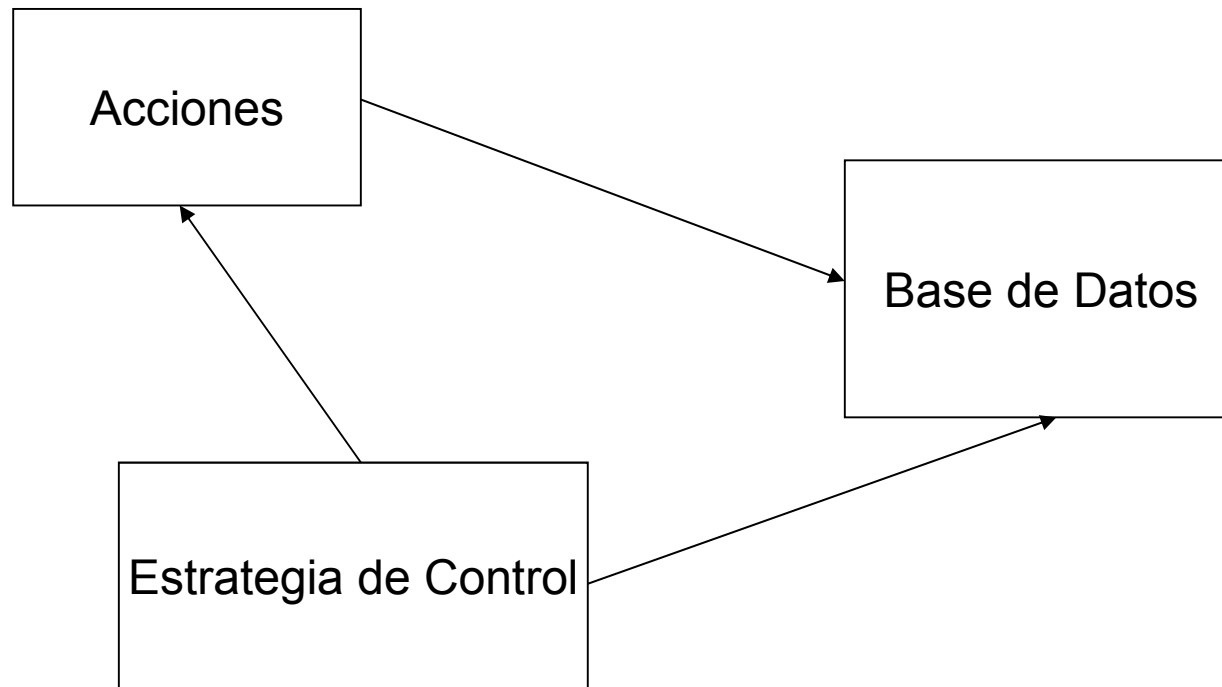 Acciones
Base de Datos
Estrategia de Control